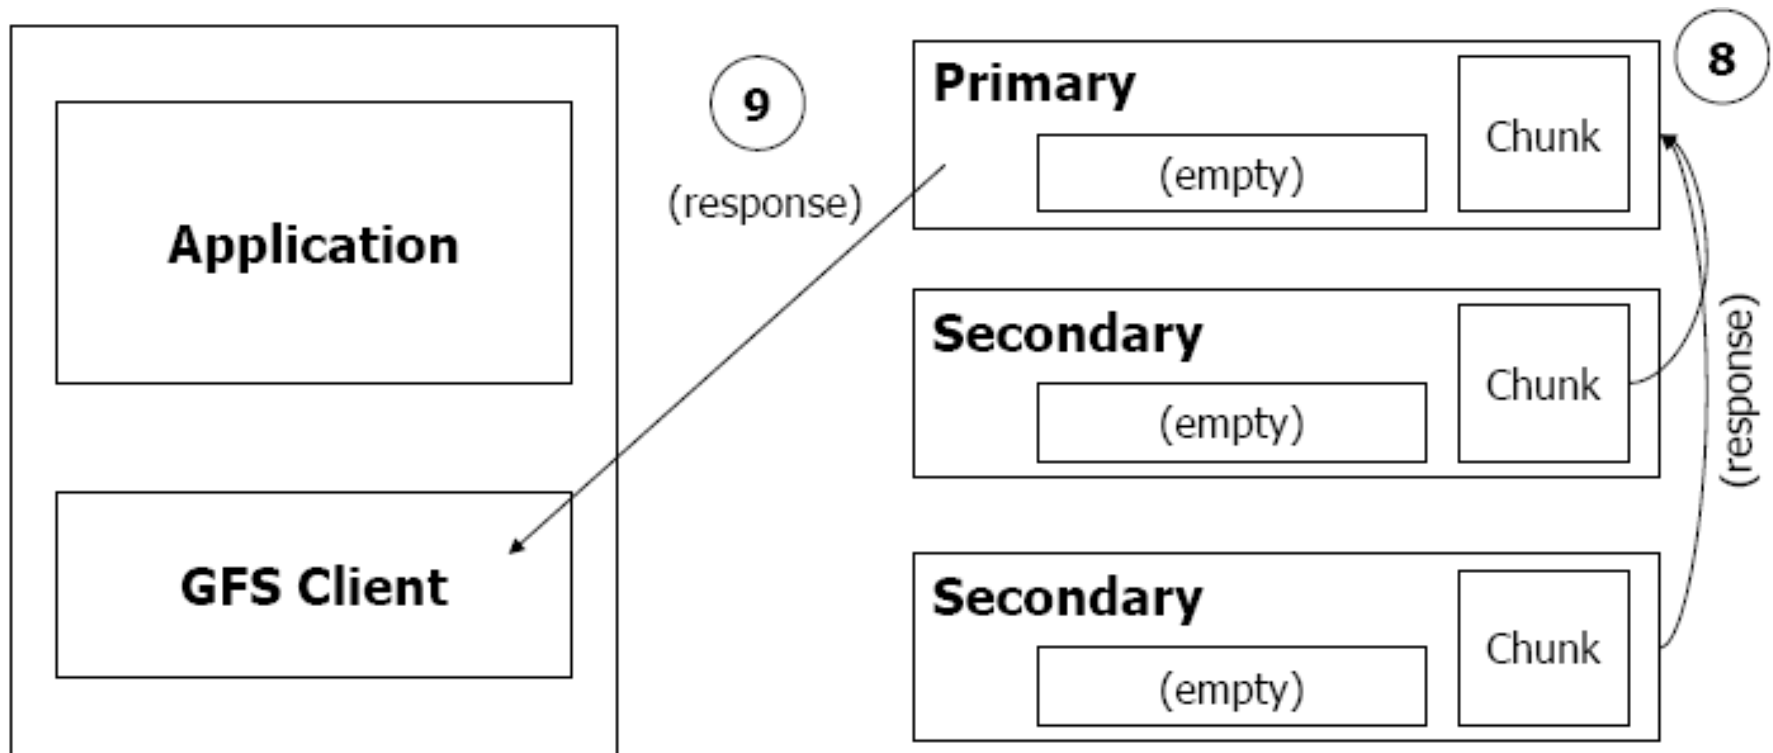 Application
GFS Client
9
(response)
Primary
(empty)
Chunk
8
Secondary
(empty)
Chunk
(response)
Secondary
(empty)
Chunk